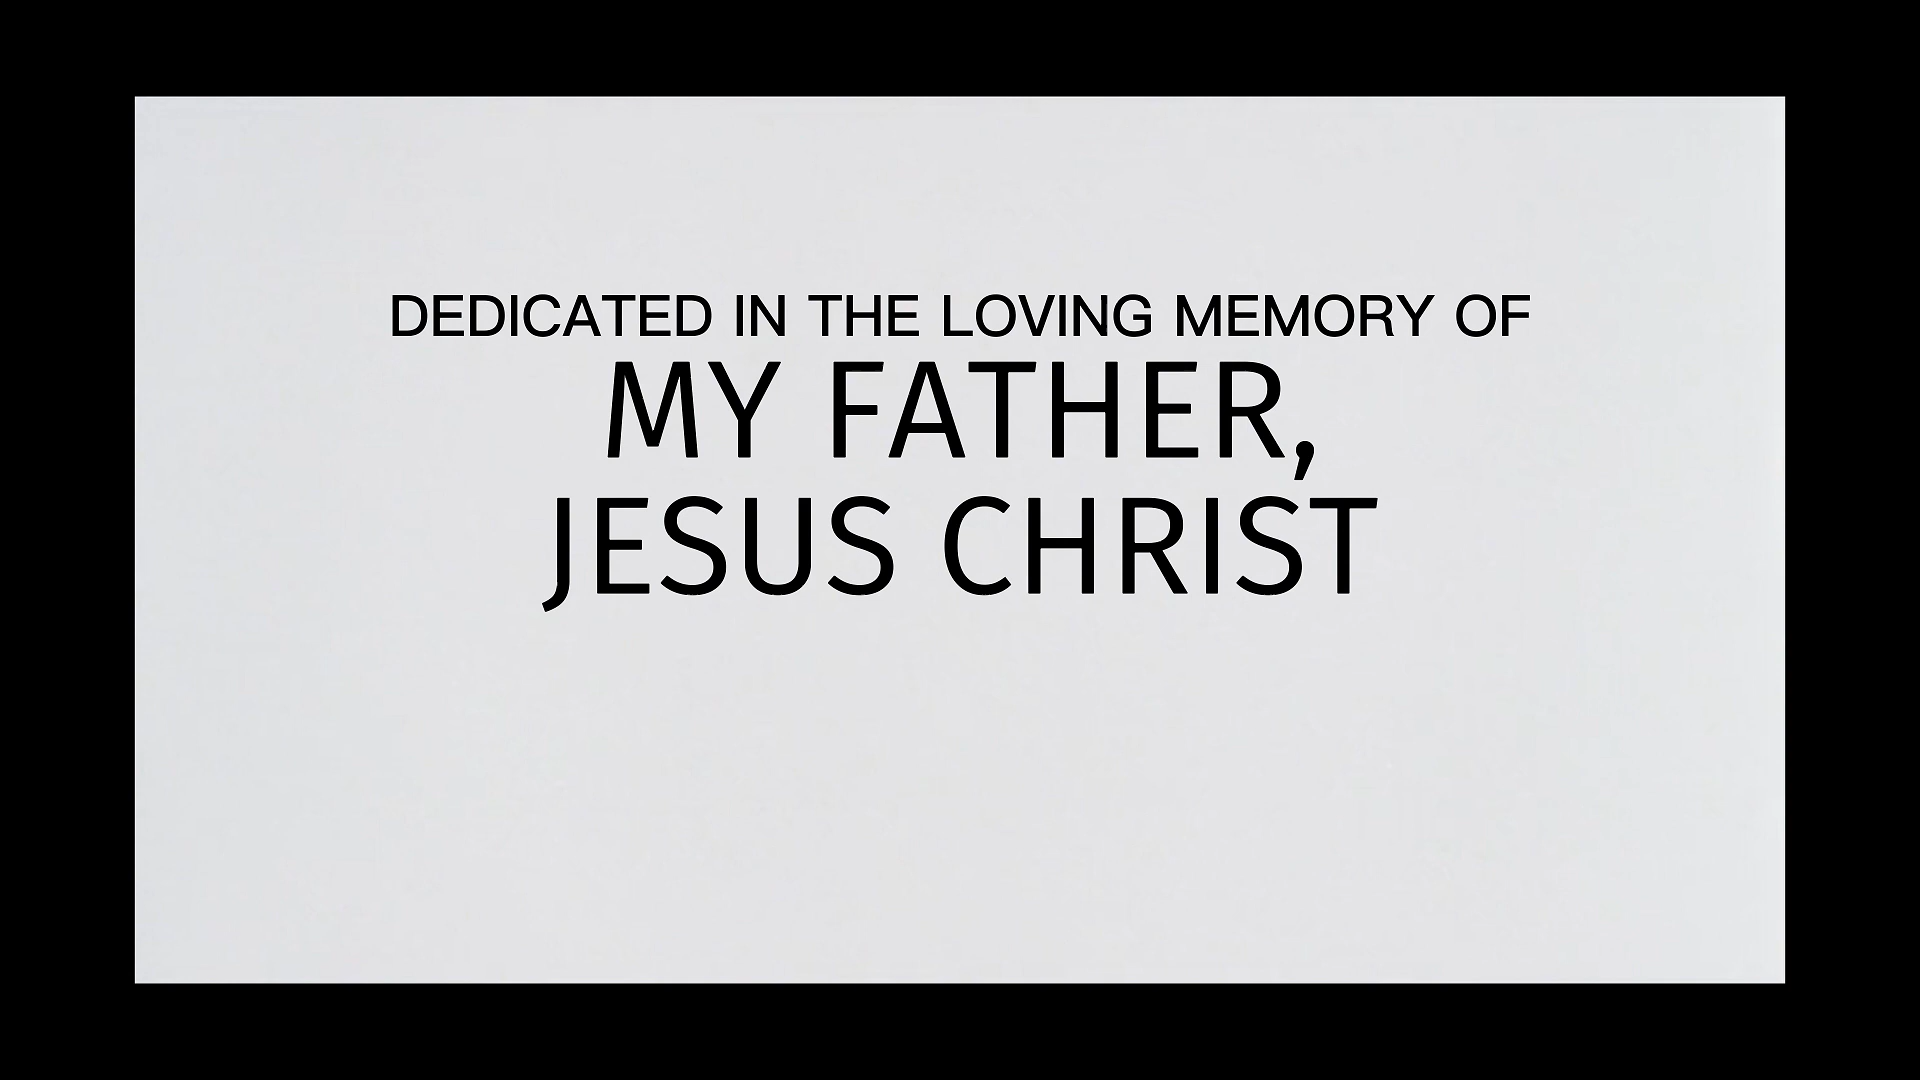 DEDICATED IN THE LOVING MEMORY OF
MY FATHER,
JESUS CHRIST